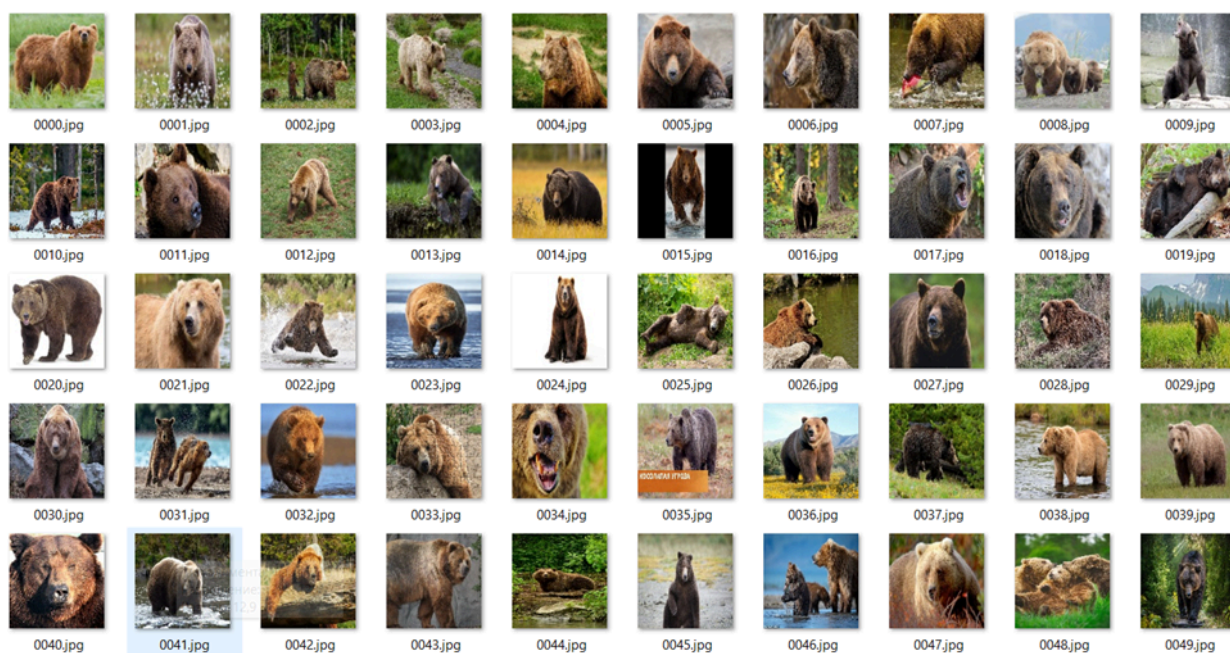 0000.jpg 0001.jpg 0002.jpg 0003.jpg 0004.jpg 0005.jpg 0006.jpg 0007.jpg 0008.jpg 0009.jpg
0010.jpg 0011.jpg 0012.jpg 0013.jpg 0014.jpg 0015.jpg 0016.jpg 0017.jpg 0018.jpg 0019.jpg
0020.jpg 0021.jpg 0022.jpg 0023.jpg 0024.jpg 0025.jpg 0026.jpg 0027.jpg 0028.jpg 0029.jpg
0030.jpg 0031.jpg 0032.jpg 0033.jpg 0034.jpg 0035.jpg 0036.jpg 0037.jpg 0038.jpg 0039.jpg
0040.jpg 0041.jpg 0042.jpg 0043.jpg 0044.jpg 0045.jpg 0046.jpg 0047.jpg 0048.jpg 0049.jpg